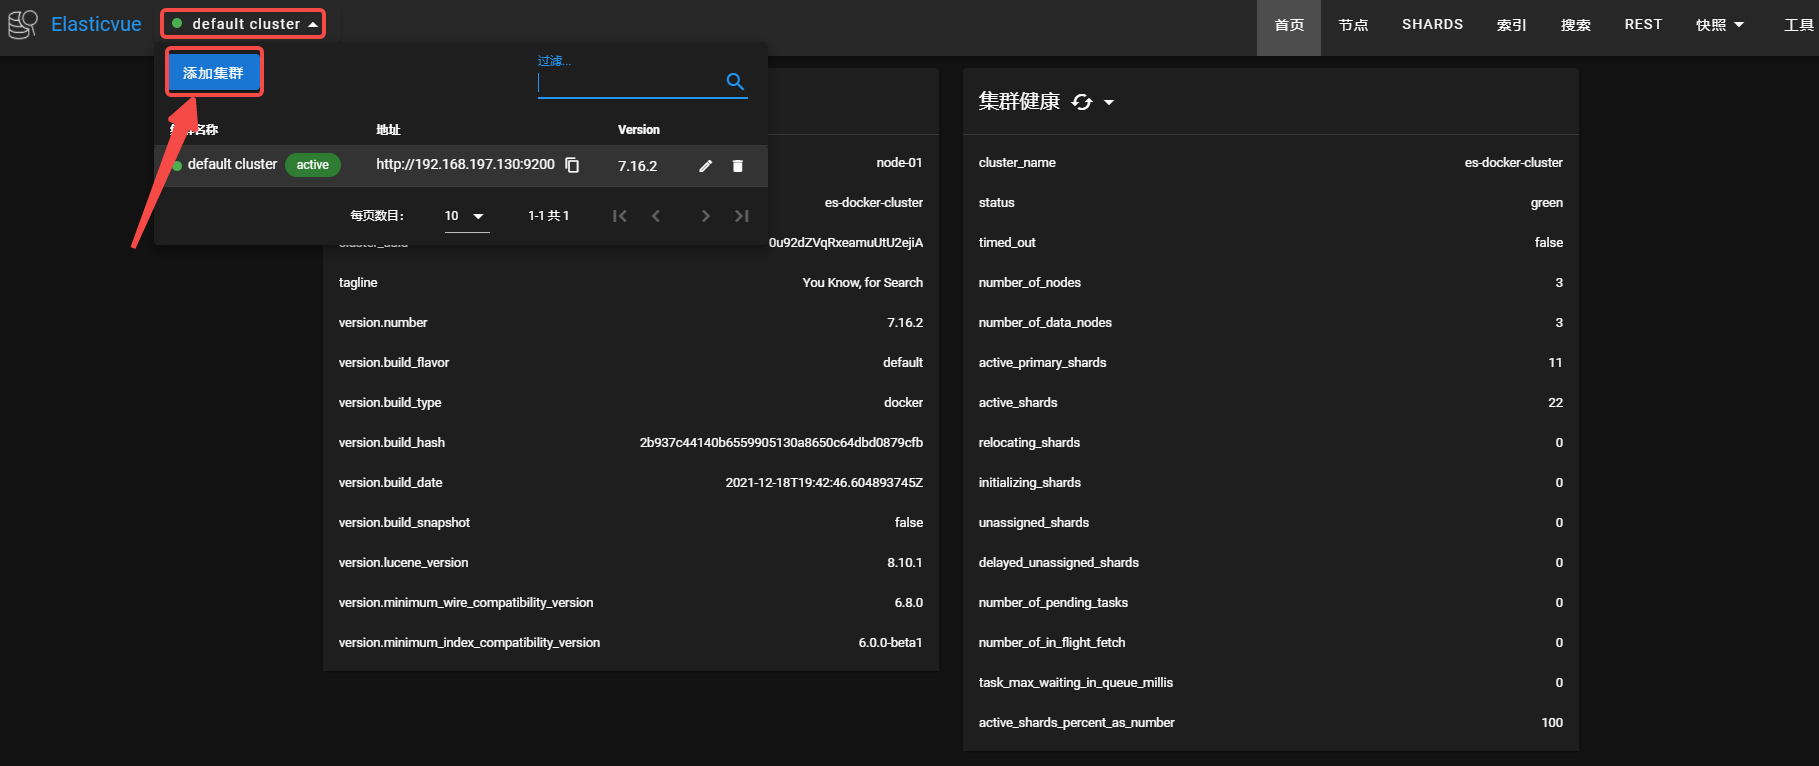 Elasticvue default cluster 首页 节点 SHARDS 索引 搜索 REST 快照 工具
添加集群
过滤...
集群名称 地址 Version
default cluster active http://192.168.197.130:9200 7.16.2
每页数目： 10 1-1 共 1
node-01
es-docker-cluster
cluster_uuid 0u92dZVqRxeamuUtU2ejiA
tagline You Know, for Search
version.number 7.16.2
version.build_flavor default
version.build_type docker
version.build_hash 2b937c44140b6559905130a8650c64dbd0879cfb
version.build_date 2021-12-18T19:42:46.604893745Z
version.build_snapshot false
version.lucene_version 8.10.1
version.minimum_wire_compatibility_version 6.8.0
version.minimum_index_compatibility_version 6.0.0-beta1
集群健康
cluster_name es-docker-cluster
status green
timed_out false
number_of_nodes 3
number_of_data_nodes 3
active_primary_shards 11
active_shards 22
relocating_shards 0
initializing_shards 0
unassigned_shards 0
delayed_unassigned_shards 0
number_of_pending_tasks 0
number_of_in_flight_fetch 0
task_max_waiting_in_queue_millis 0
active_shards_percent_as_number 100